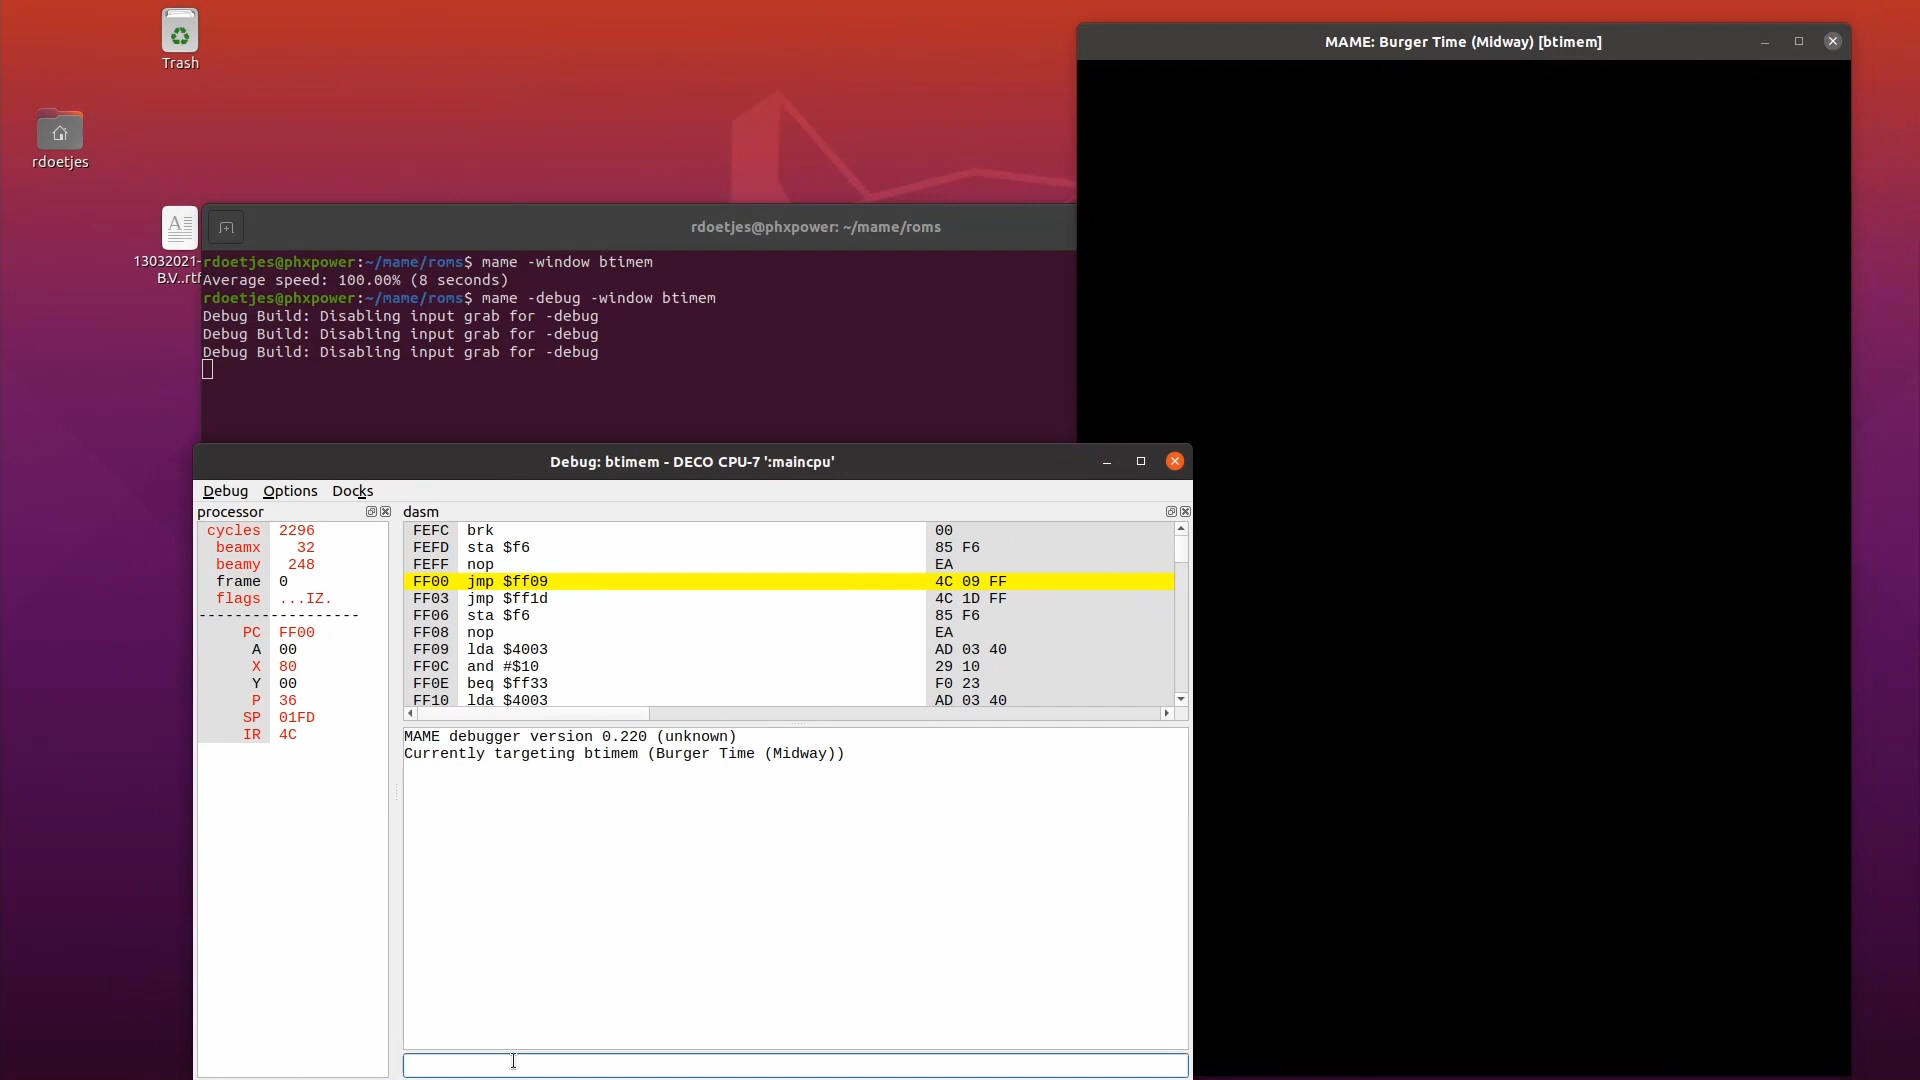 Trash
rdoetjes
13032021-
B.V..rtf
MAME: Burger Time (Midway) [btimem]
rdoetjes@phxpower: ~/mame/roms
rdoetjes@phxpower:~/mame/roms$ mame -window btimem
Average speed: 100.00% (8 seconds)
rdoetjes@phxpower:~/mame/roms$ mame -debug -window btimem
Debug Build: Disabling input grab for -debug
Debug Build: Disabling input grab for -debug
Debug Build: Disabling input grab for -debug
Debug: btimem - DECO CPU-7 ':maincpu'
Debug Options Docks
processor
cycles 2296
beamx 32
beamy 248
frame 0
flags ...IZ.
------------------
PC FF00
A 00
X 80
Y 00
P 36
SP 01FD
IR 4C
dasm
FEFC brk 00
FEFD sta $f6 85 F6
FEFF nop EA
FF00 jmp $ff09 4C 09 FF
FF03 jmp $ff1d 4C 1D FF
FF06 sta $f6 85 F6
FF08 nop EA
FF09 lda $4003 AD 03 40
FF0C and #$10 29 10
FF0E beq $ff33 F0 23
FF10 lda $4003 AD 03 40
MAME debugger version 0.220 (unknown)
Currently targeting btimem (Burger Time (Midway))